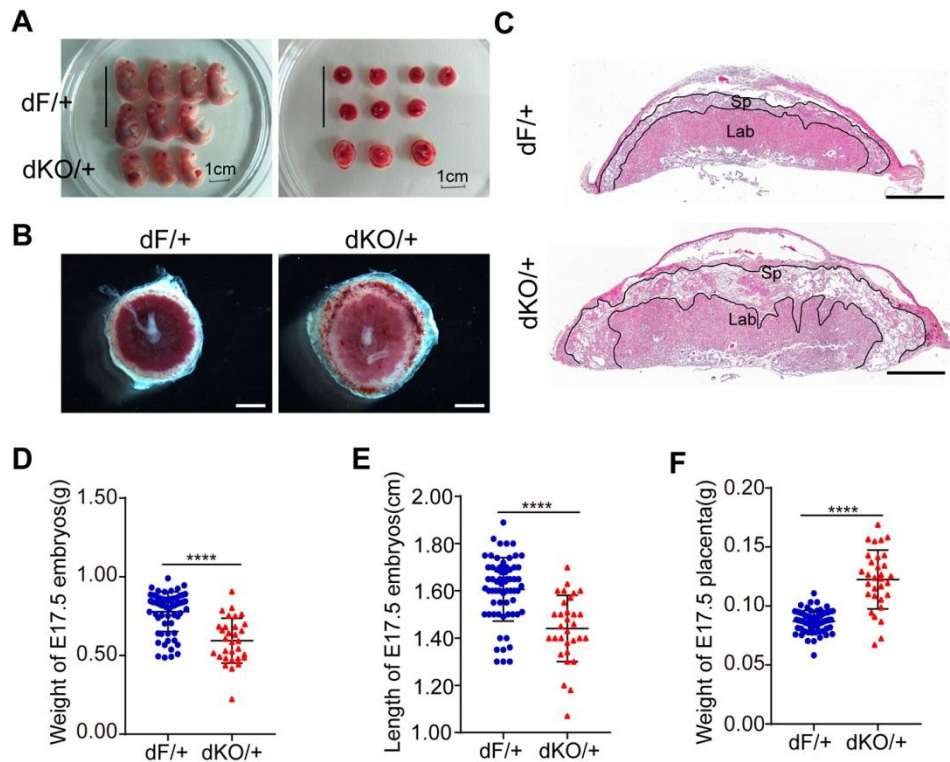 A
dF/+
dKO/+
1cm
1cm
B
dF/+
dKO/+
C
dF/+
Sp
Lab
dKO/+
Sp
Lab
D
Weight of E17.5 embryos(g)
1.50
1.00
0.50
0.00
****
dF/+
dKO/+
E
Length of E17.5 embryos(cm)
2.00
1.80
1.60
1.40
1.20
1.00
****
dF/+
dKO/+
F
Weight of E17.5 placenta(g)
0.20
0.15
0.10
0.05
0.00
****
dF/+
dKO/+